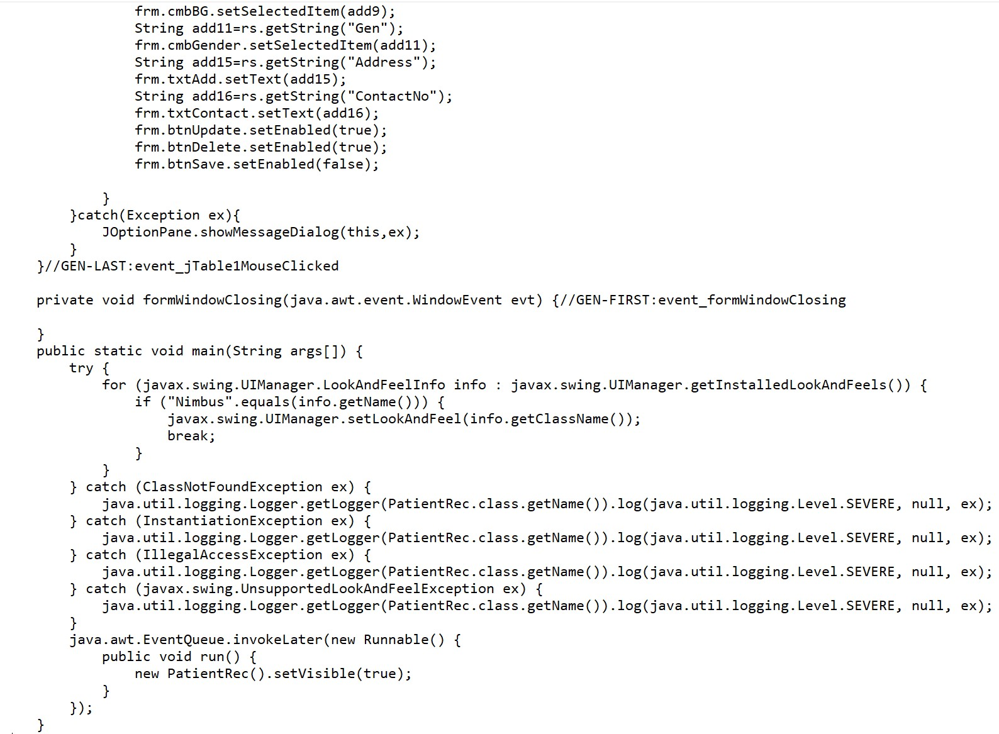 frm.cmbBG.setSelectedItem(add9);
String add11=rs.getString("Gen");
frm.cmbGender.setSelectedItem(add11);
String add15=rs.getString("Address");
frm.txtAdd.setText(add15);
String add16=rs.getString("ContactNo");
frm.txtContact.setText(add16);
frm.btnUpdate.setEnabled(true);
frm.btnDelete.setEnabled(true);
frm.btnSave.setEnabled(false);
}
}catch(Exception ex){
JOptionPane.showMessageDialog(this,ex);
}
}//GEN-LAST:event_jTable1MouseClicked
private void formWindowClosing(java.awt.event.WindowEvent evt) {//GEN-FIRST:event_formWindowClosing
}
public static void main(String args[]) {
try {
for (javax.swing.UIManager.LookAndFeelInfo info : javax.swing.UIManager.getInstalledLookAndFeels()) {
if ("Nimbus".equals(info.getName())) {
javax.swing.UIManager.setLookAndFeel(info.getClassName());
break;
}
}
} catch (ClassNotFoundException ex) {
java.util.logging.Logger.getLogger(PatientRec.class.getName()).log(java.util.logging.Level.SEVERE, null, ex);
} catch (InstantiationException ex) {
java.util.logging.Logger.getLogger(PatientRec.class.getName()).log(java.util.logging.Level.SEVERE, null, ex);
} catch (IllegalAccessException ex) {
java.util.logging.Logger.getLogger(PatientRec.class.getName()).log(java.util.logging.Level.SEVERE, null, ex);
} catch (javax.swing.UnsupportedLookAndFeelException ex) {
java.util.logging.Logger.getLogger(PatientRec.class.getName()).log(java.util.logging.Level.SEVERE, null, ex);
}
java.awt.EventQueue.invokeLater(new Runnable() {
public void run() {
new PatientRec().setVisible(true);
}
});
}